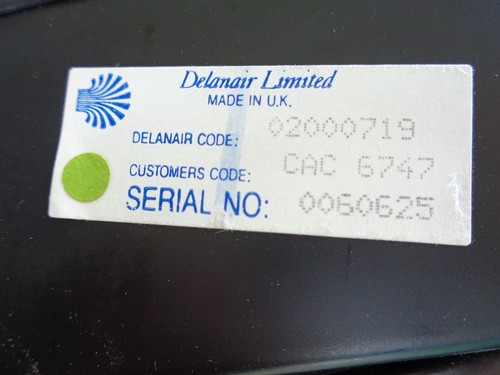 Delanair Limited
MADE IN U.K.
DELANAIR CODE: 02000719
CUSTOMERS CODE: CAC 6747
SERIAL NO: 0060625